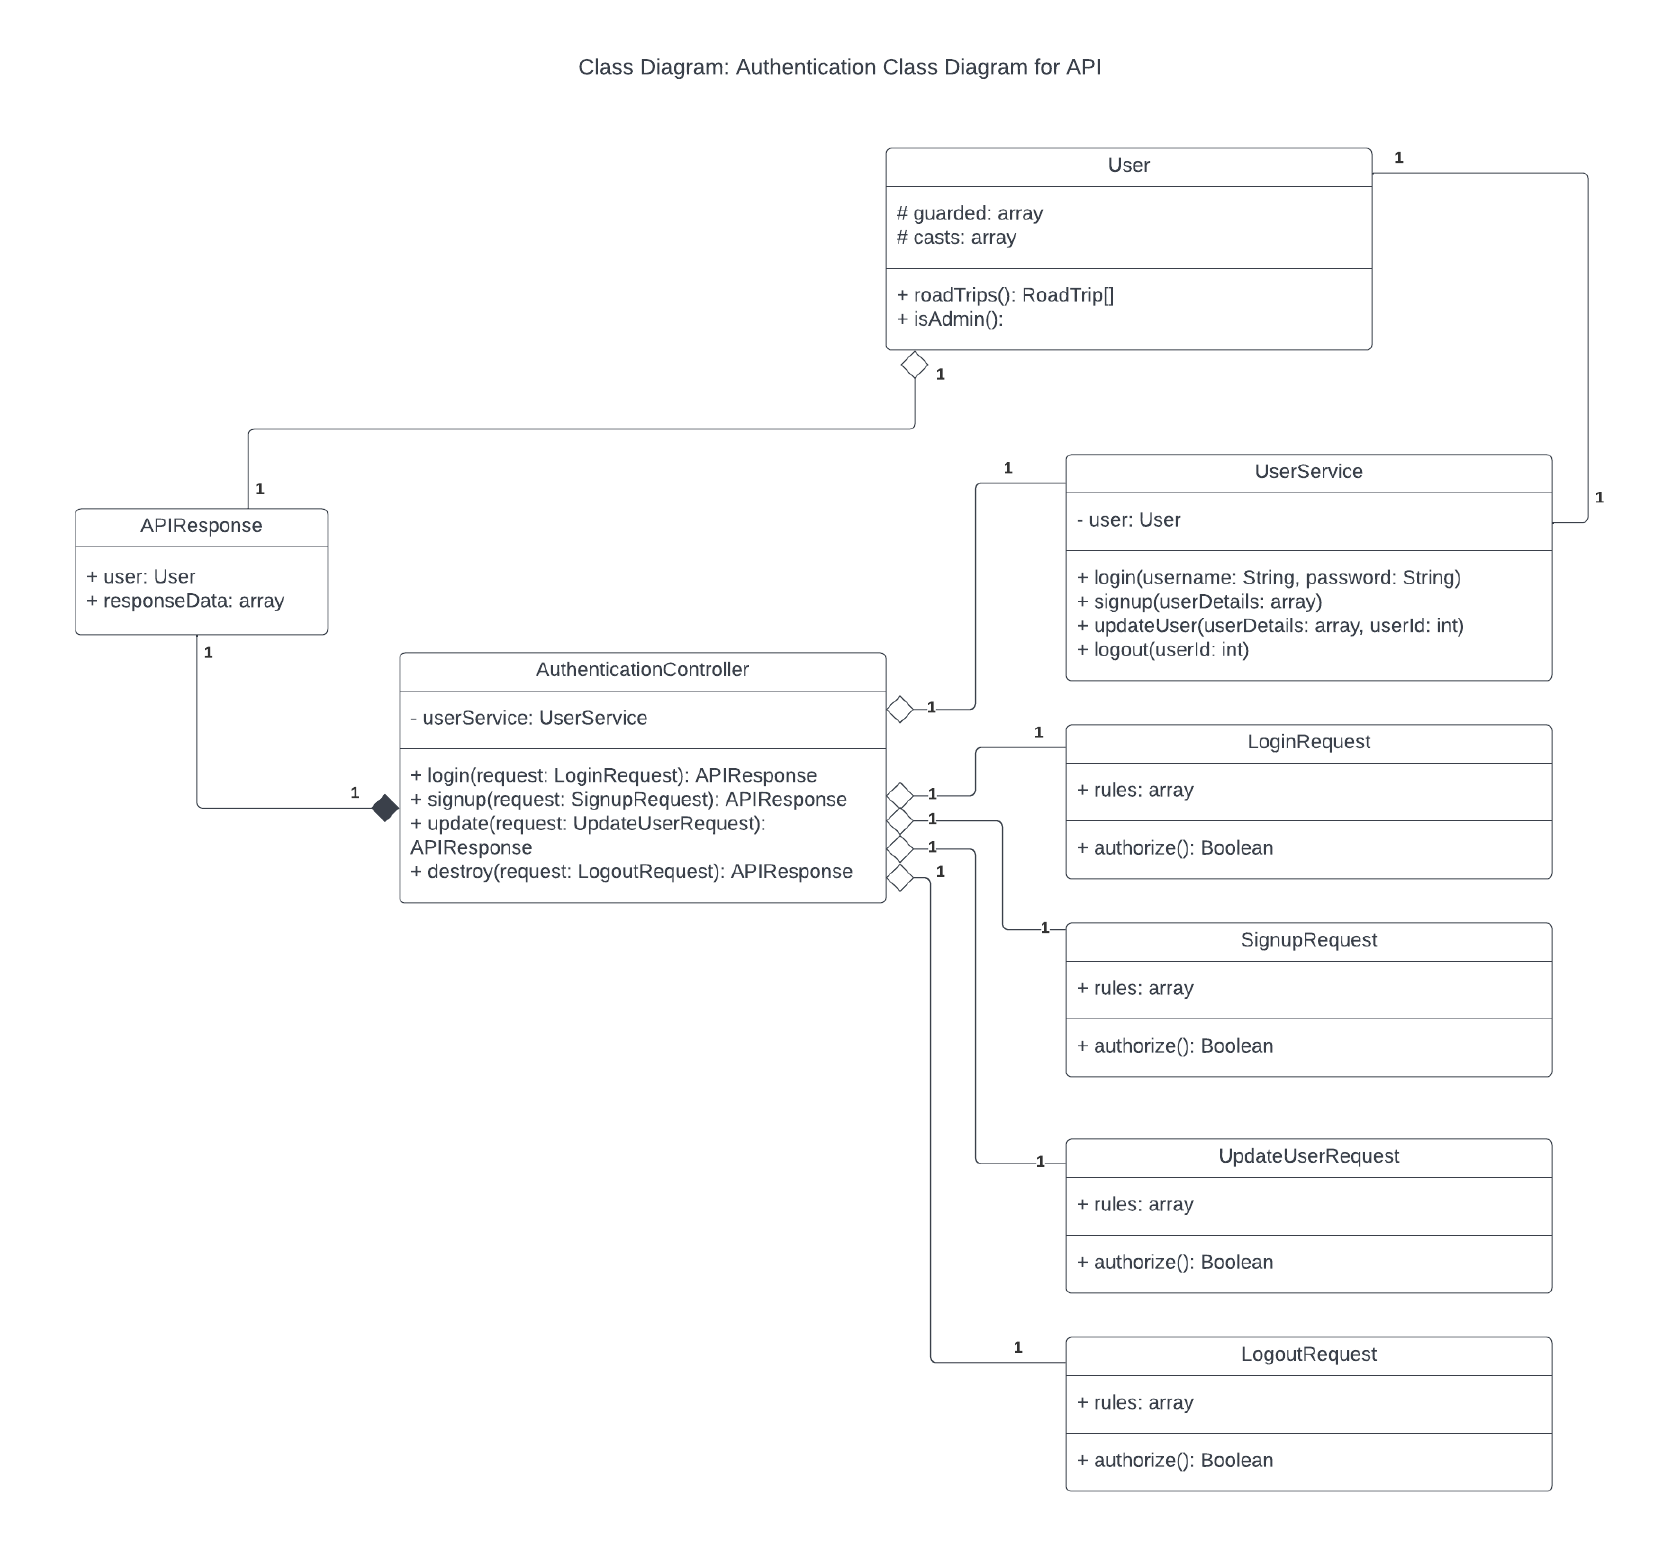 Class Diagram: Authentication Class Diagram for API
User
1
# guarded: array
# casts: array
+ roadTrips(): RoadTrip[]
+ isAdmin():
1
1
APIResponse
+ user: User
+ responseData: array
1
1
UserService
1
- user: User
+ login(username: String, password: String)
+ signup(userDetails: array)
+ updateUser(userDetails: array, userId: int)
+ logout(userId: int)
AuthenticationController
- userService: UserService
+ login(request: LoginRequest): APIResponse
+ signup(request: SignupRequest): APIResponse
+ update(request: UpdateUserRequest):
APIResponse
+ destroy(request: LogoutRequest): APIResponse
1
1
1
1
1
1
1
LoginRequest
+ rules: array
+ authorize(): Boolean
1
SignupRequest
+ rules: array
+ authorize(): Boolean
1
UpdateUserRequest
+ rules: array
+ authorize(): Boolean
1
LogoutRequest
+ rules: array
+ authorize(): Boolean